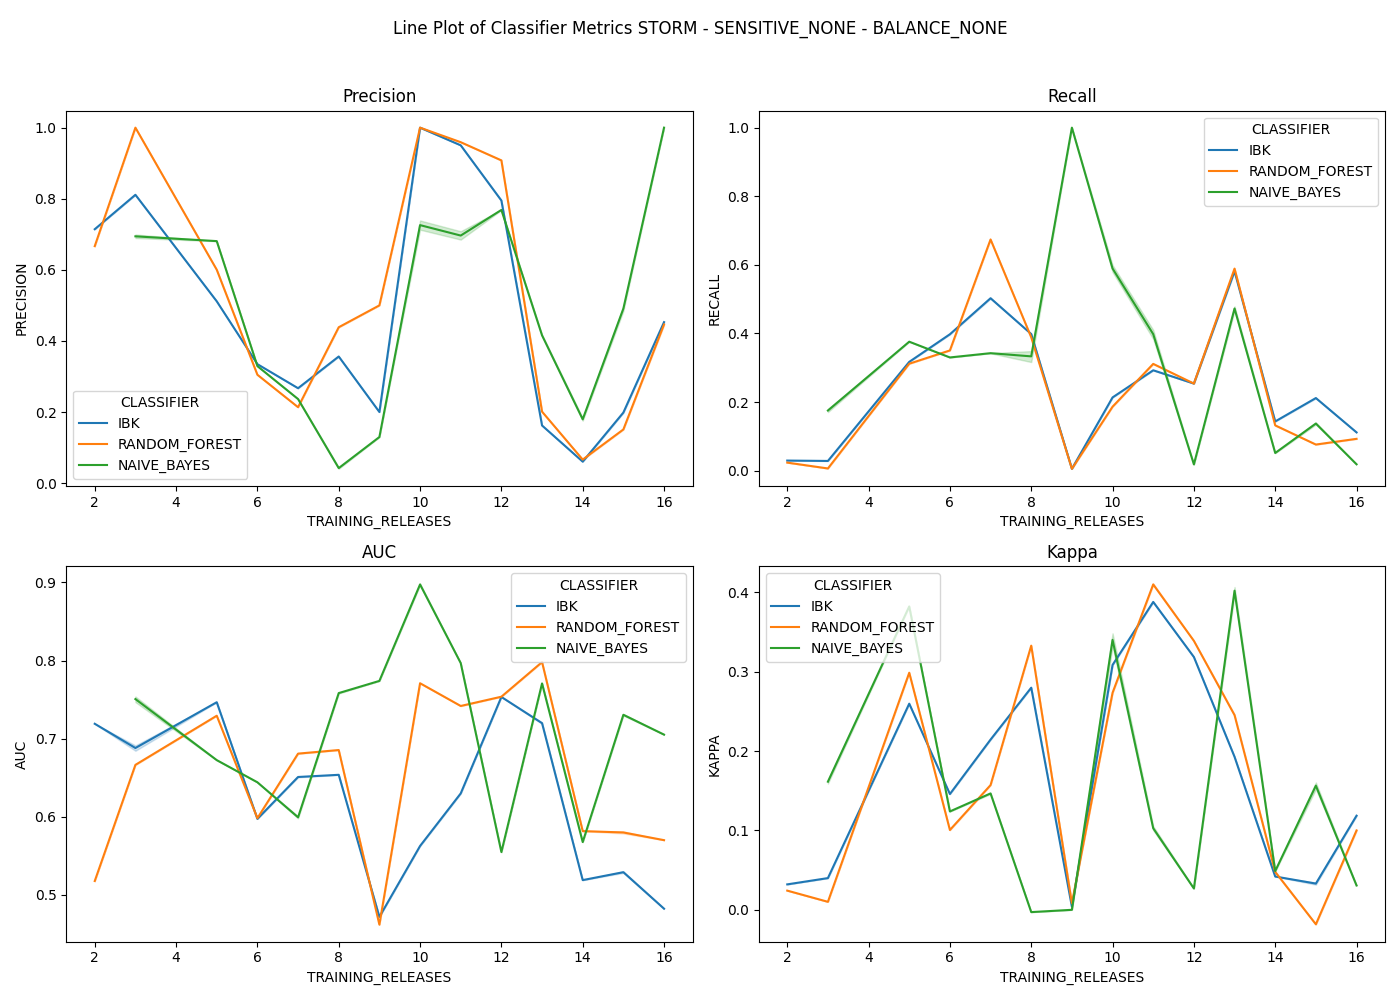 Line Plot of Classifier Metrics STORM - SENSITIVE_NONE - BALANCE_NONE
Precision
PRECISION
1.0
0.8
0.6
0.4
0.2
0.0
CLASSIFIER
IBK
RANDOM_FOREST
NAIVE_BAYES
2 4 6 8 10 12 14 16
TRAINING_RELEASES
Recall
RECALL
1.0
0.8
0.6
0.4
0.2
0.0
CLASSIFIER
IBK
RANDOM_FOREST
NAIVE_BAYES
2 4 6 8 10 12 14 16
TRAINING_RELEASES
AUC
AUC
0.9
0.8
0.7
0.6
0.5
CLASSIFIER
IBK
RANDOM_FOREST
NAIVE_BAYES
2 4 6 8 10 12 14 16
TRAINING_RELEASES
Kappa
KAPPA
0.4
0.3
0.2
0.1
0.0
CLASSIFIER
IBK
RANDOM_FOREST
NAIVE_BAYES
2 4 6 8 10 12 14 16
TRAINING_RELEASES